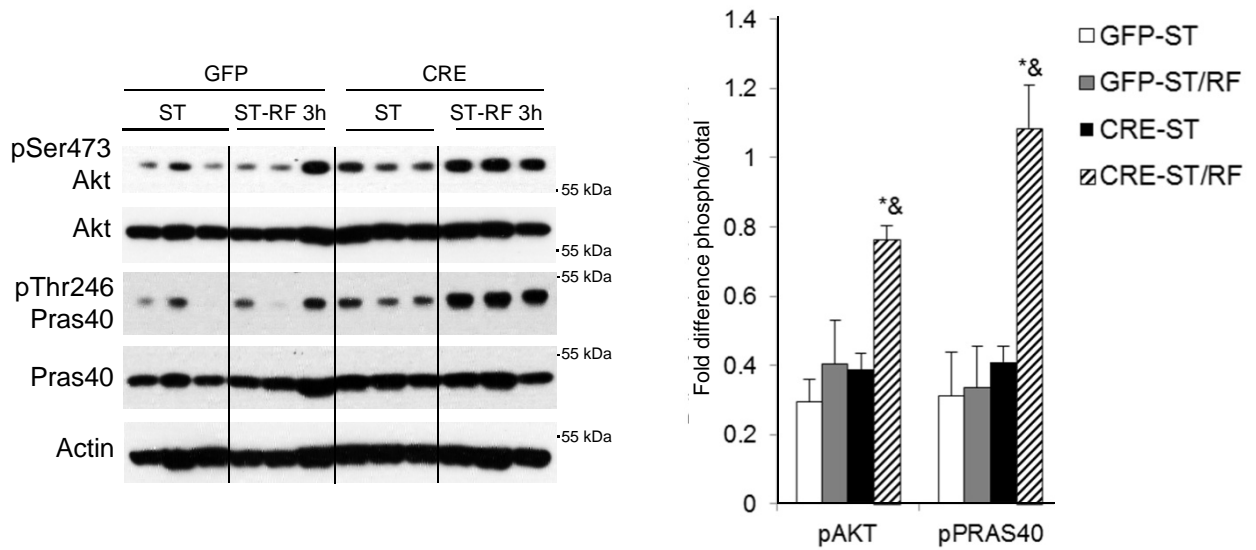 GFP CRE
ST ST-RF 3h ST ST-RF 3h
pSer473
Akt
55 kDa
Akt
55 kDa
55 kDa
pThr246
Pras40
55 kDa
Pras40
55 kDa
Actin
Fold difference phospho/total
1.4
1.2
1
0.8
0.6
0.4
0.2
0
*&
*&
pAKT pPRAS40
GFP-ST
GFP-ST/RF
CRE-ST
CRE-ST/RF